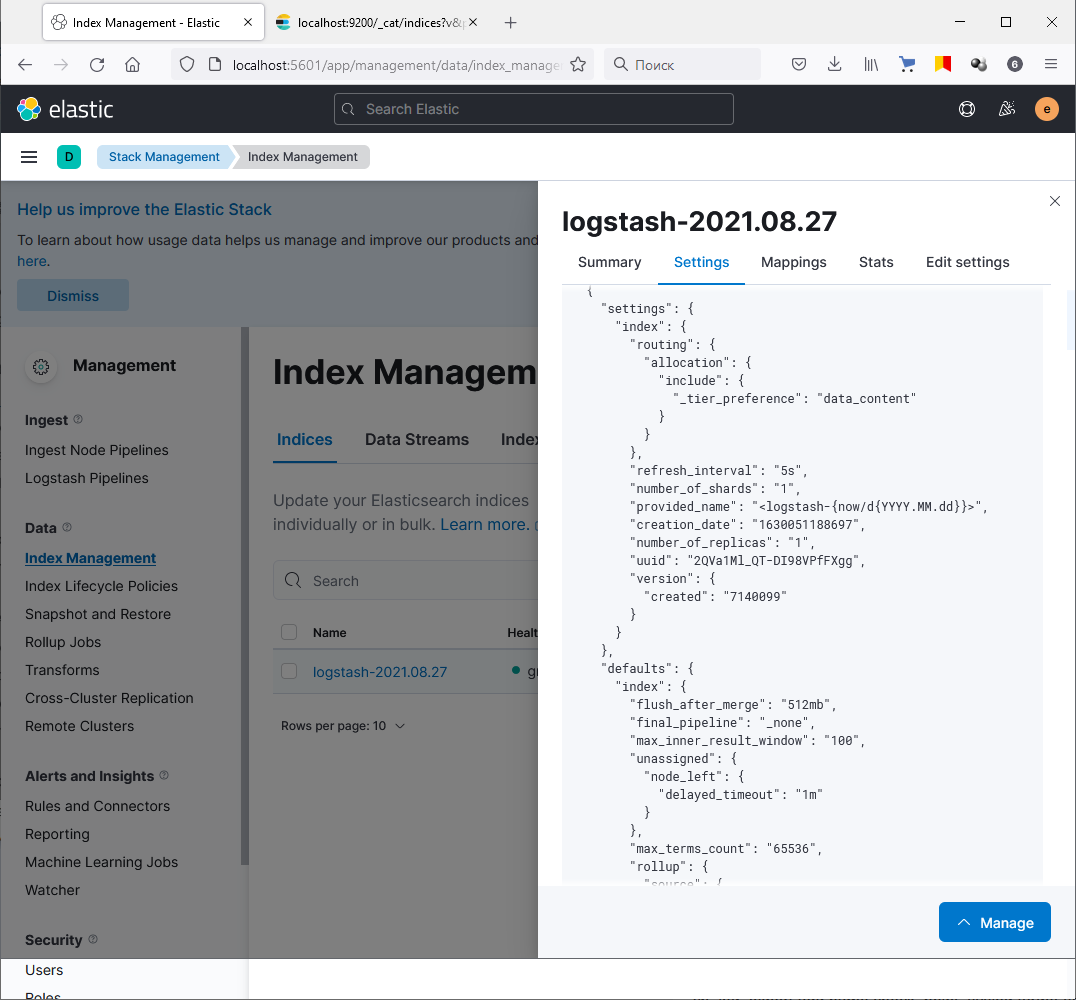 Index Management - Elastic
localhost:9200/_cat/indices?v&p
localhost:5601/app/management/data/index_manage
Поиск
6
elastic
Search Elastic
e
D
Stack Management
Index Management
Help us improve the Elastic Stack
To learn about how usage data helps us manage and improve our products and
here.
Dismiss
Management
Ingest
Ingest Node Pipelines
Logstash Pipelines
Data
Index Management
Index Lifecycle Policies
Snapshot and Restore
Rollup Jobs
Transforms
Cross-Cluster Replication
Remote Clusters
Alerts and Insights
Rules and Connectors
Reporting
Machine Learning Jobs
Watcher
Security
Users
Roles
Index Managem
Indices
Data Streams
Index
Update your Elasticsearch indices
individually or in bulk. Learn more.
Search
Name
Healt
logstash-2021.08.27
Rows per page: 10
logstash-2021.08.27
Summary
Settings
Mappings
Stats
Edit settings
{
"settings": {
"index": {
"routing": {
"allocation": {
"include": {
"_tier_preference": "data_content"
}
}
},
"refresh_interval": "5s",
"number_of_shards": "1",
"provided_name": "<logstash-{now/d{YYYY.MM.dd}}>",
"creation_date": "1630051188697",
"number_of_replicas": "1",
"uuid": "2QVa1Ml_QT-DI98VPfFXgg",
"version": {
"created": "7140099"
}
}
},
"defaults": {
"index": {
"flush_after_merge": "512mb",
"final_pipeline": "_none",
"max_inner_result_window": "100",
"unassigned": {
"node_left": {
"delayed_timeout": "1m"
}
},
"max_terms_count": "65536",
"rollup": {
"source": {
Manage